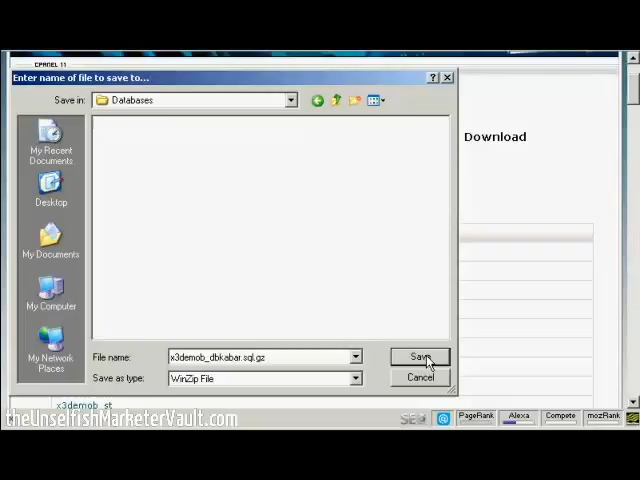 CPANEL 11
Enter name of file to save to...
Save in:
Databases
My Recent
Documents
Desktop
My Documents
My Computer
My Network
Places
Download
File name:
x3demob_dbkabar.sql.gz
Save
Save as type:
WinZip File
Cancel
x3demob_st
theUnselfishMarketerVault.com
PageRank
Alexa
Compete
mozRank